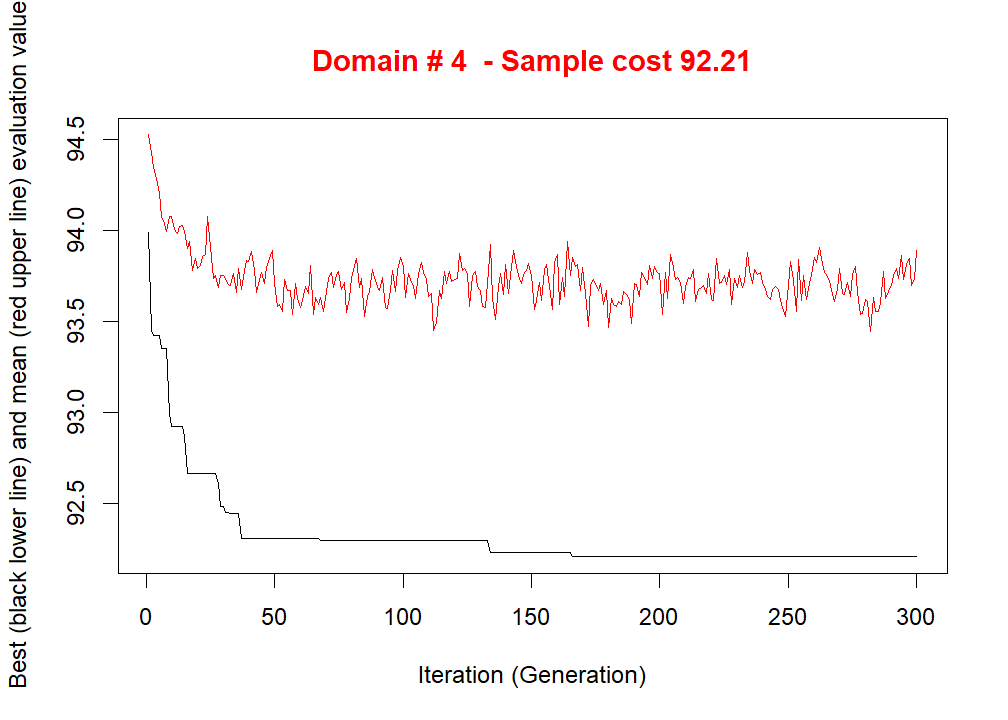 Domain # 4  - Sample cost 92.21
Best (black lower line) and mean (red upper line) evaluation value
94.5
94.0
93.5
93.0
92.5
0 50 100 150 200 250 300
Iteration (Generation)